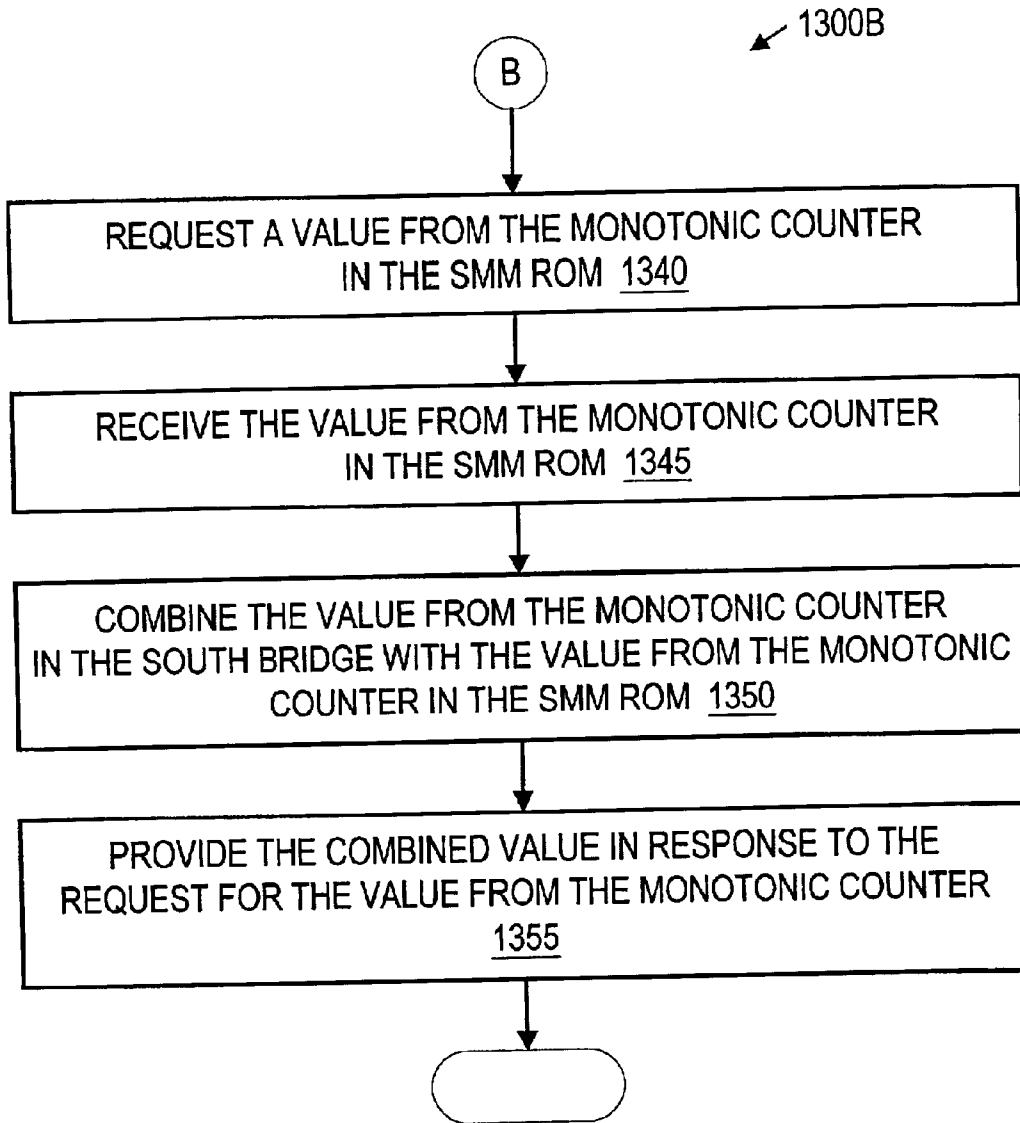 1300B
B
REQUEST A VALUE FROM THE MONOTONIC COUNTER
IN THE SMM ROM 1340
RECEIVE THE VALUE FROM THE MONOTONIC COUNTER
IN THE SMM ROM 1345
COMBINE THE VALUE FROM THE MONOTONIC COUNTER
IN THE SOUTH BRIDGE WITH THE VALUE FROM THE MONOTONIC
COUNTER IN THE SMM ROM 1350
PROVIDE THE COMBINED VALUE IN RESPONSE TO THE
REQUEST FOR THE VALUE FROM THE MONOTONIC COUNTER
1355